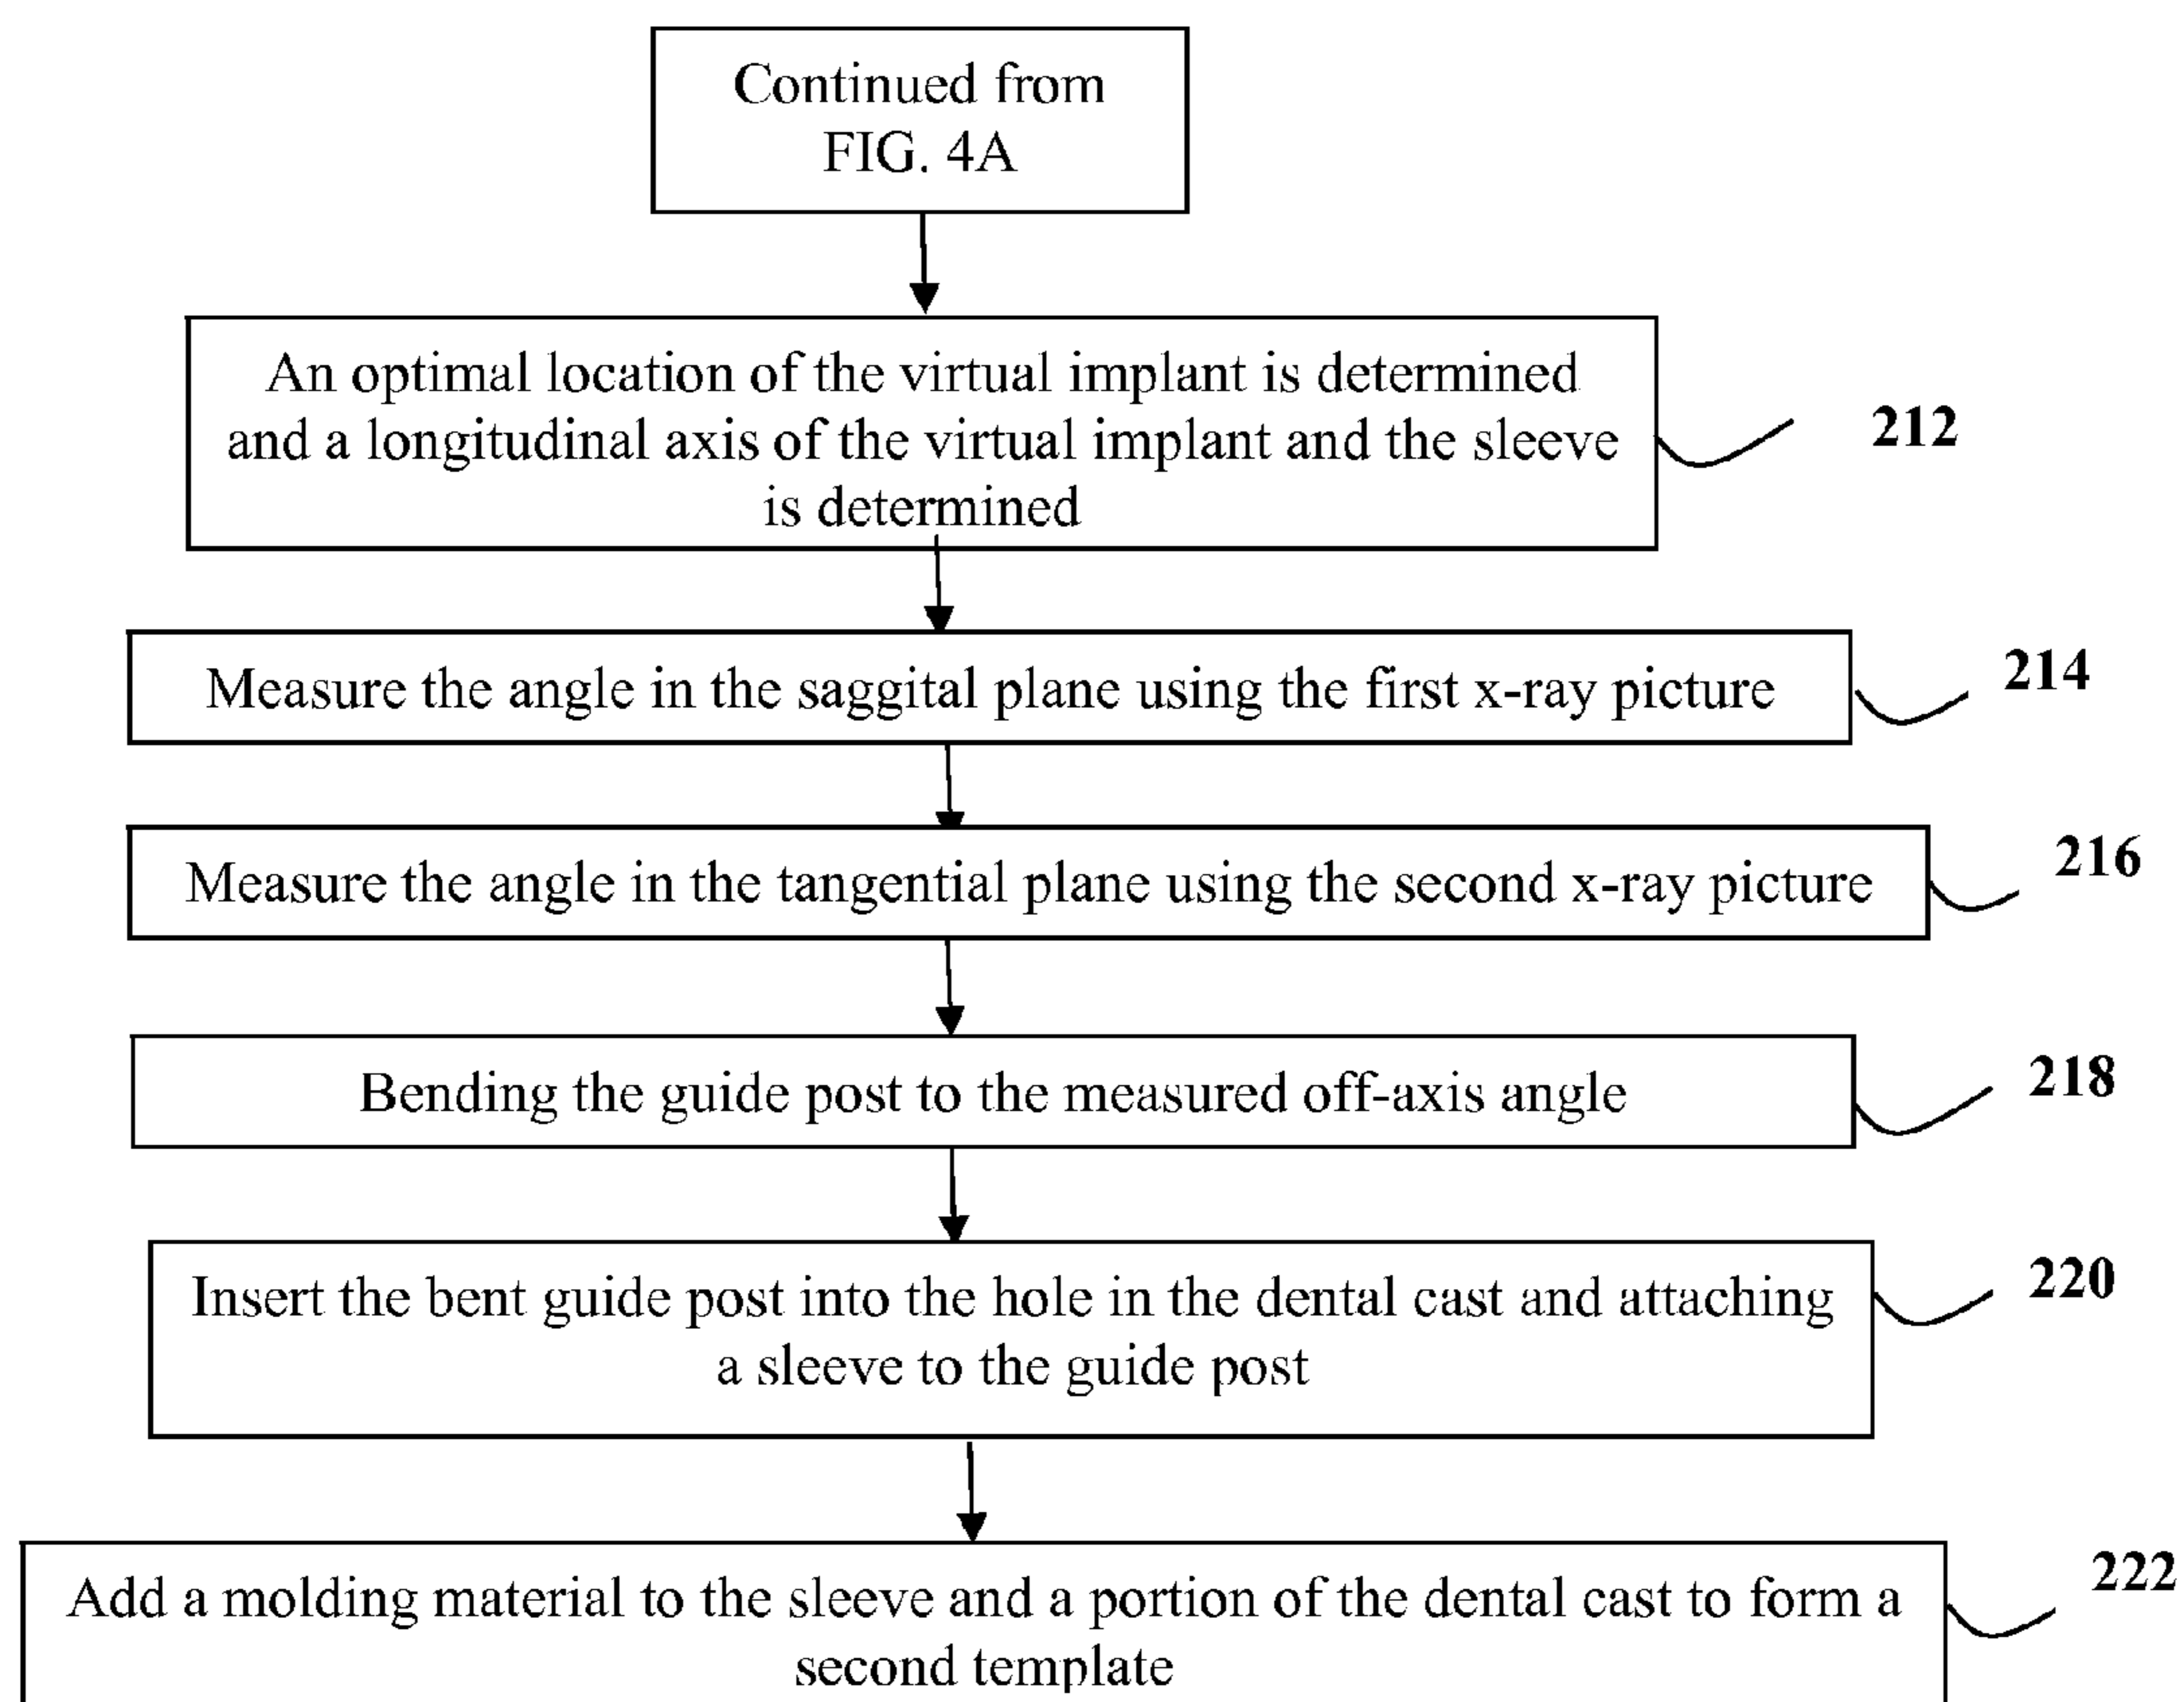 Continued from
FIG. 4A
An optimal location of the virtual implant is determined
and a longitudinal axis of the virtual implant and the sleeve
is determined
212
Measure the angle in the saggital plane using the first x-ray picture
214
Measure the angle in the tangential plane using the second x-ray picture
216
Bending the guide post to the measured off-axis angle
218
Insert the bent guide post into the hole in the dental cast and attaching
a sleeve to the guide post
220
Add a molding material to the sleeve and a portion of the dental cast to form a
second template
222